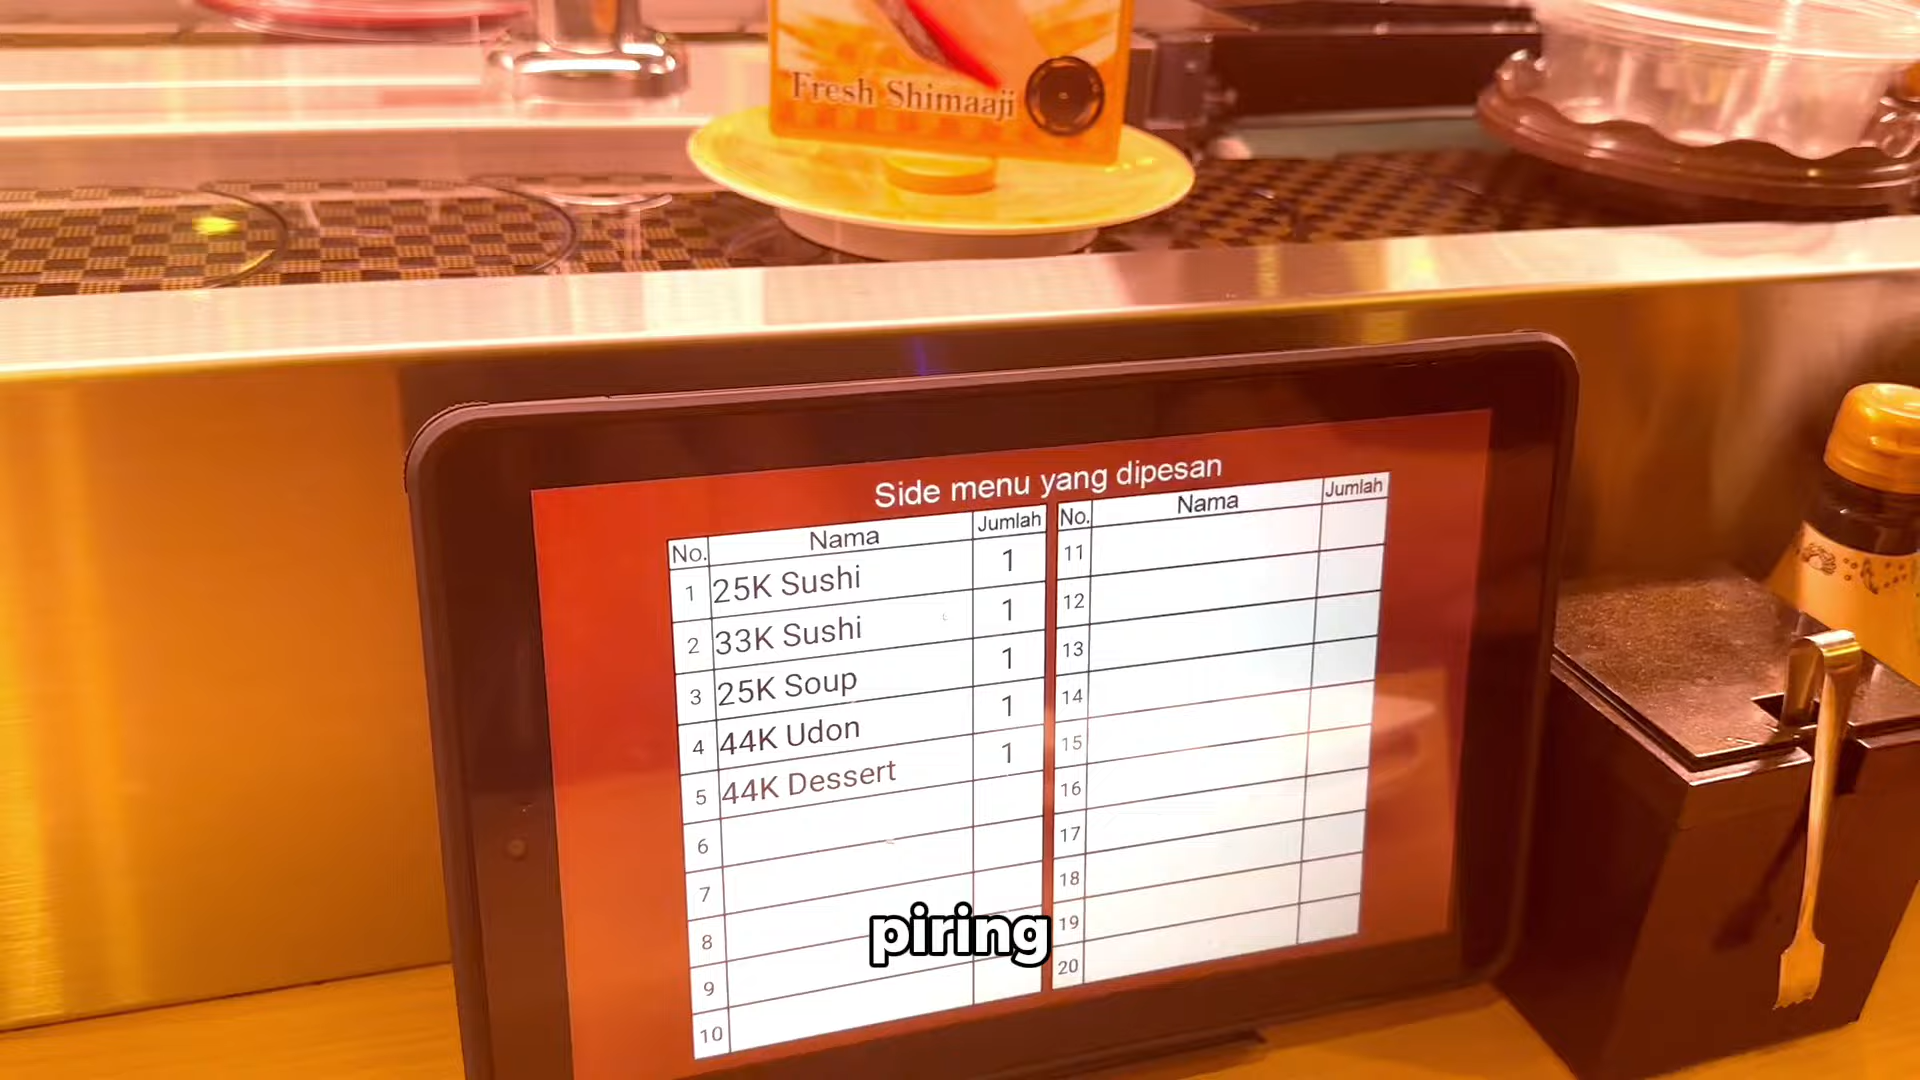 Fresh Shimaaji
Side menu yang dipesan
No. Nama Jumlah
1 25K Sushi 1
2 33K Sushi 1
3 25K Soup 1
4 44K Udon 1
5 44K Dessert 1
6
7
8
9
10
No. Nama Jumlah
11
12
13
14
15
16
17
18
19
20
piring